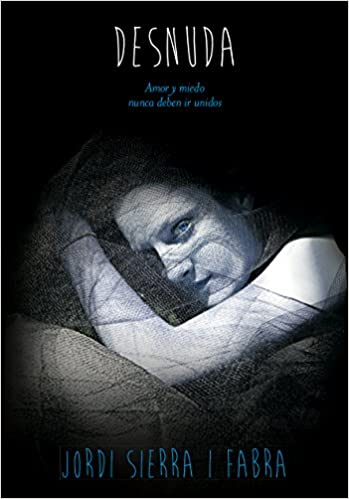 DESNUDA
Amor y miedo
nunca deben ir unidos
JORDI SIERRA I FABRA